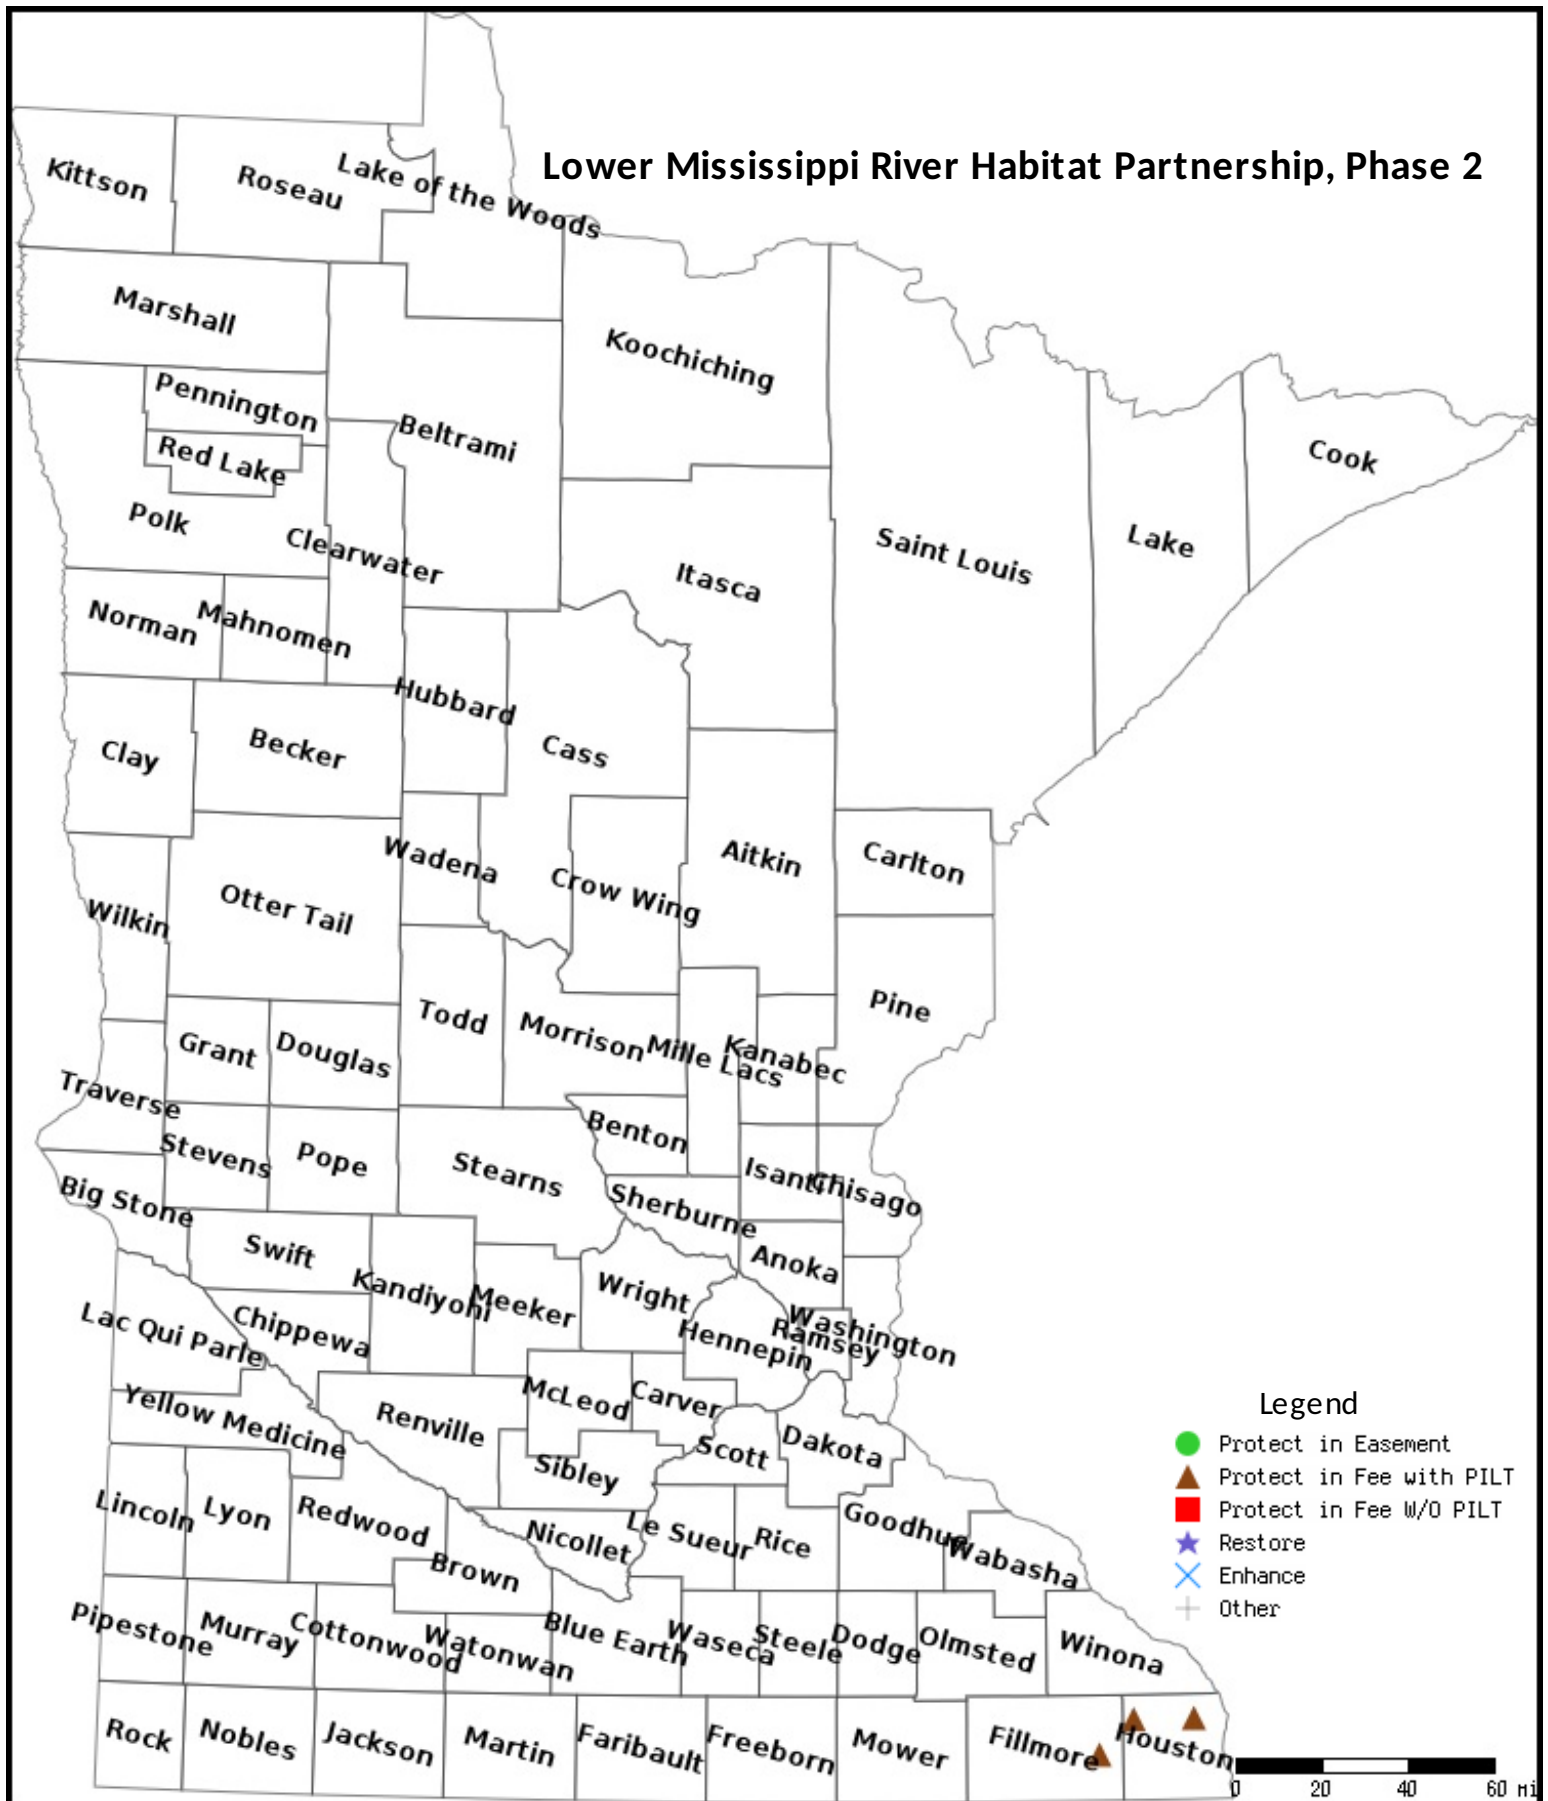 Lower Mississippi River Habitat Partnership, Phase 2
Kittson
Roseau
Lake of the Woods
Marshall
Koochiching
Pennington
Beltrami
Red Lake
Cook
Polk
Clearwater
Saint Louis
Lake
Itasca
Norman
Mahnomen
Hubbard
Clay
Becker
Cass
Wadena
Crow Wing
Aitkin
Carlton
Wilkin
Otter Tail
Todd
Morrison
Mille Lacs
Kanabec
Pine
Grant
Douglas
Traverse
Stevens
Pope
Stearns
Benton
Isanti
Chisago
Big Stone
Sherburne
Swift
Anoka
Kandiyohi
Meeker
Wright
Lac Qui Parle
Chippewa
Hennepin
Ramsey
Washington
Yellow Medicine
Renville
McLeod
Carver
Scott
Dakota
Sibley
Lincoln
Lyon
Redwood
Nicollet
Le Sueur
Rice
Goodhue
Wabasha
Brown
Pipestone
Murray
Cottonwood
Watonwan
Blue Earth
Waseca
Steele
Dodge
Olmsted
Winona
Rock
Nobles
Jackson
Martin
Faribault
Freeborn
Mower
Fillmore
Houston
Legend
Protect in Easement
Protect in Fee with PILT
Protect in Fee W/O PILT
Restore
Enhance
Other
0 20 40 60 mi